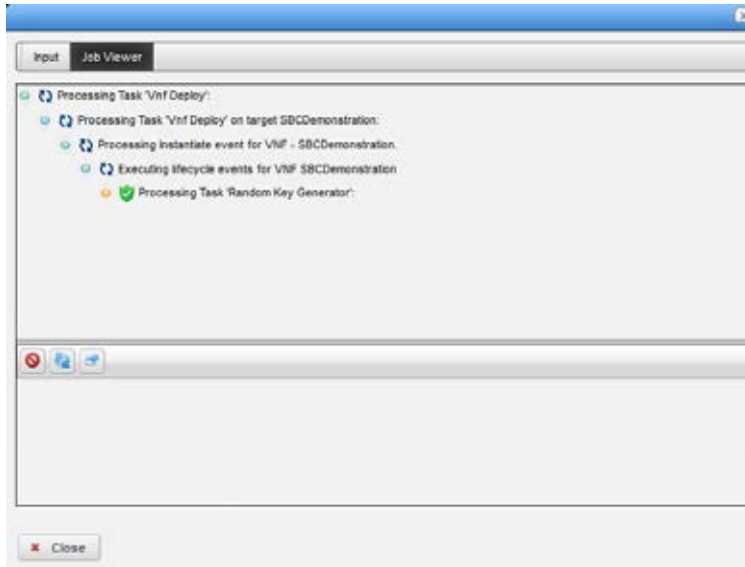 Input Job Viewer
Processing Task 'Vnf Deploy':
Processing Task 'Vnf Deploy' on target SBCDemonstration:
Processing Instantiate event for VNF - SBCDemonstration.
Executing lifecycle events for VNF SBCDemonstration
Processing Task 'Random Key Generator':
Close